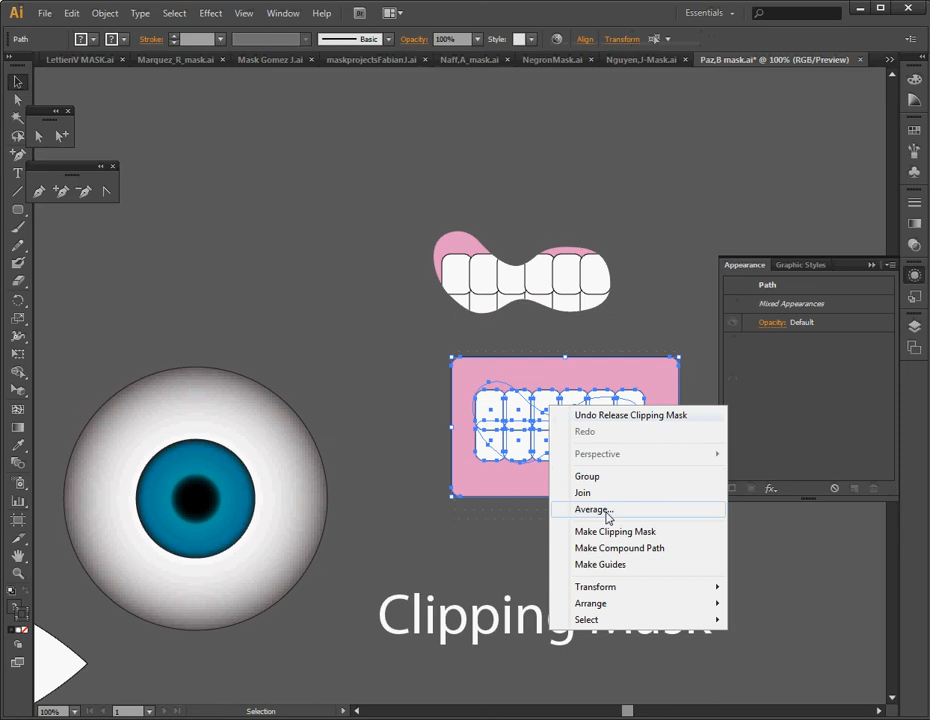 Ai File Edit Object Type Select Effect View Window Help Br Essentials
Path Stroke: Basic Opacity: 100% Style: Align Transform
LettieriV MASK.ai Marquez_R_mask.ai Mask Gomez J.ai maskprojectsFabianJ.ai Naff,A_mask.ai NegronMask.ai Nguyen,J-Mask.ai Paz,B mask.ai* @ 100% (RGB/Preview)
Appearance Graphic Styles
Path
Mixed Appearances
Opacity: Default
fx
Undo Release Clipping Mask
Redo
Perspective
Group
Join
Average...
Make Clipping Mask
Make Compound Path
Make Guides
Transform
Arrange
Select
Clipping Mask
100% 1 Selection